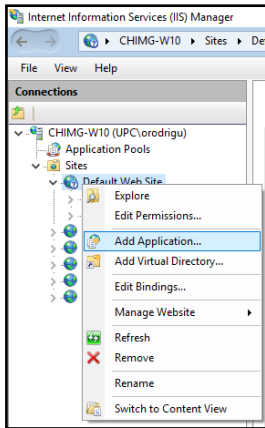 Internet Information Services (IIS) Manager
CHIMG-W10 Sites De
File View Help
Connections
CHIMG-W10 (UPC\orodrigu)
Application Pools
Sites
Default Web Site
Explore
Edit Permissions...
Add Application...
Add Virtual Directory...
Edit Bindings...
Manage Website
Refresh
Remove
Rename
Switch to Content View